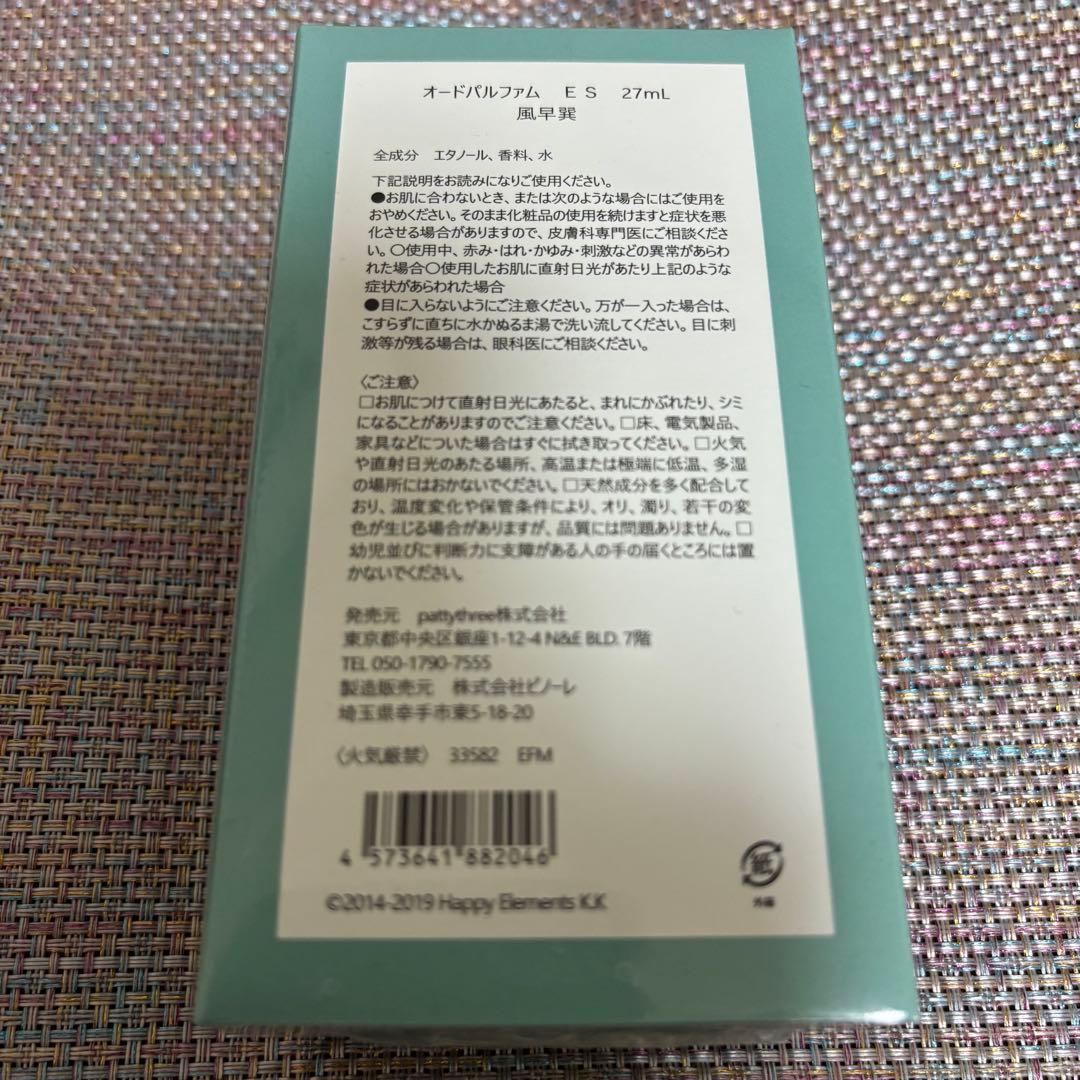 オードパルファム ES 27mL
風早巽
全成分 エタノール、香料、水
下記説明をお読みになりご使用ください。
●お肌に合わないとき、または次のような場合にはご使用を
おやめください。そのまま化粧品の使用を続けますと症状を悪
化させる場合がありますので、皮膚科専門医にご相談くださ
い。〇使用中、赤み・はれ・かゆみ・刺激などの異常があらわ
れた場合〇使用したお肌に直射日光があたり上記のような
症状があらわれた場合
●目に入らないようにご注意ください。万が一入った場合は、
こすらずに直ちに水かぬるま湯で洗い流してください。目に刺
激等が残る場合は、眼科医にご相談ください。
〈ご注意〉
□お肌につけて直射日光にあたると、まれにかぶれたり、シミ
になることがありますのでご注意ください。□床、電気製品、
家具などについた場合はすぐに拭き取ってください。□火気
や直射日光のあたる場所、高温または極端に低温、多湿
の場所にはおかないでください。□天然成分を多く配合して
おり、温度変化や保管条件により、オリ、濁り、若干の変
色が生じる場合がありますが、品質には問題ありません。□
幼児並びに判断力に支障がある人の手の届くところには置
かないでください。
発売元 pattythree株式会社
東京都中央区銀座1-12-4 N&E BLD. 7階
TEL 050-1790-7555
製造販売元 株式会社ピノーレ
埼玉県幸手市東5-18-20
〈火気厳禁〉 33582 EFM
4 573641 882046
紙
外箱
©2014-2019 Happy Elements K.K